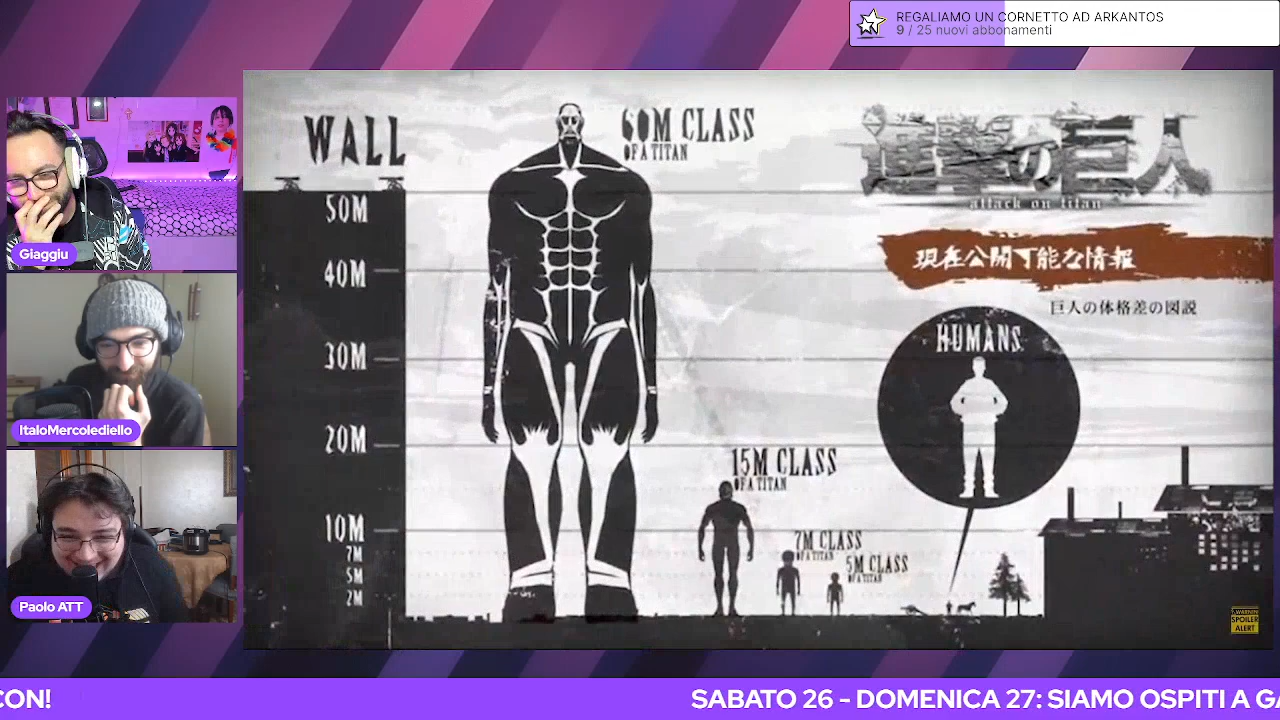 REGALIAMO UN CORNETTO AD ARKANTOS
9 / 25 nuovi abbonamenti
WALL
60M CLASS
OF A TITAN
進撃の巨人
attack on titan
50M
現在公開可能な情報
40M
巨人の体格差の図説
HUMANS
30M
20M
15M CLASS
OF A TITAN
10M
7M
5M
2M
7M CLASS
OF A TITAN
5M CLASS
OF A TITAN
Giaggiu
ItaloMercolediello
Paolo ATT
WARNING
SPOILER
ALERT
CON!
SABATO 26 - DOMENICA 27: SIAMO OSPITI A GA